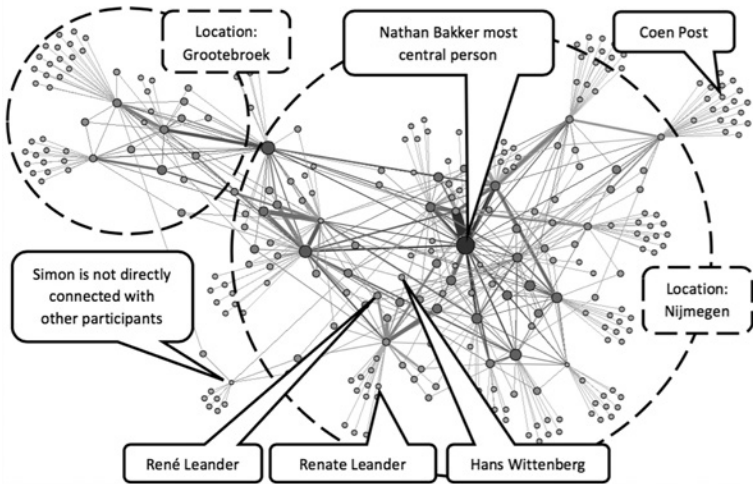 Location:
Grootebroek
Nathan Bakker most
central person
Coen Post
Simon is not directly
connected with
other participants
Location:
Nijmegen
René Leander
Renate Leander
Hans Wittenberg